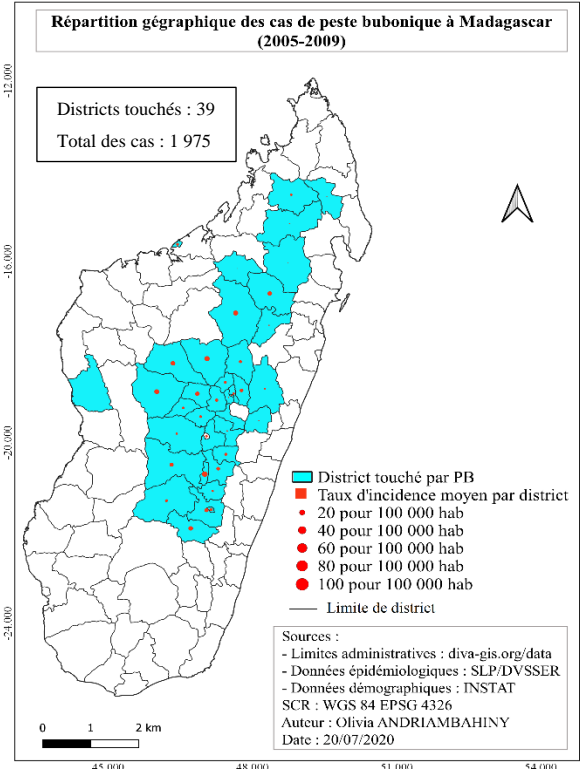 Répartition gégraphique des cas de peste bubonique à Madagascar
(2005-2009)
Districts touchés : 39
Total des cas : 1 975
-12.000
-16.000
-20.000
-24.000
District touché par PB
Taux d'incidence moyen par district
20 pour 100 000 hab
40 pour 100 000 hab
60 pour 100 000 hab
80 pour 100 000 hab
100 pour 100 000 hab
Limite de district
Sources :
- Limites administratives : diva-gis.org/data
- Données épidémiologiques : SLP/DVSSER
- Données démographiques : INSTAT
SCR : WGS 84 EPSG 4326
Auteur : Olivia ANDRIAMBAHINY
Date : 20/07/2020
0 1 2 km
45.000 48.000 51.000 54.000